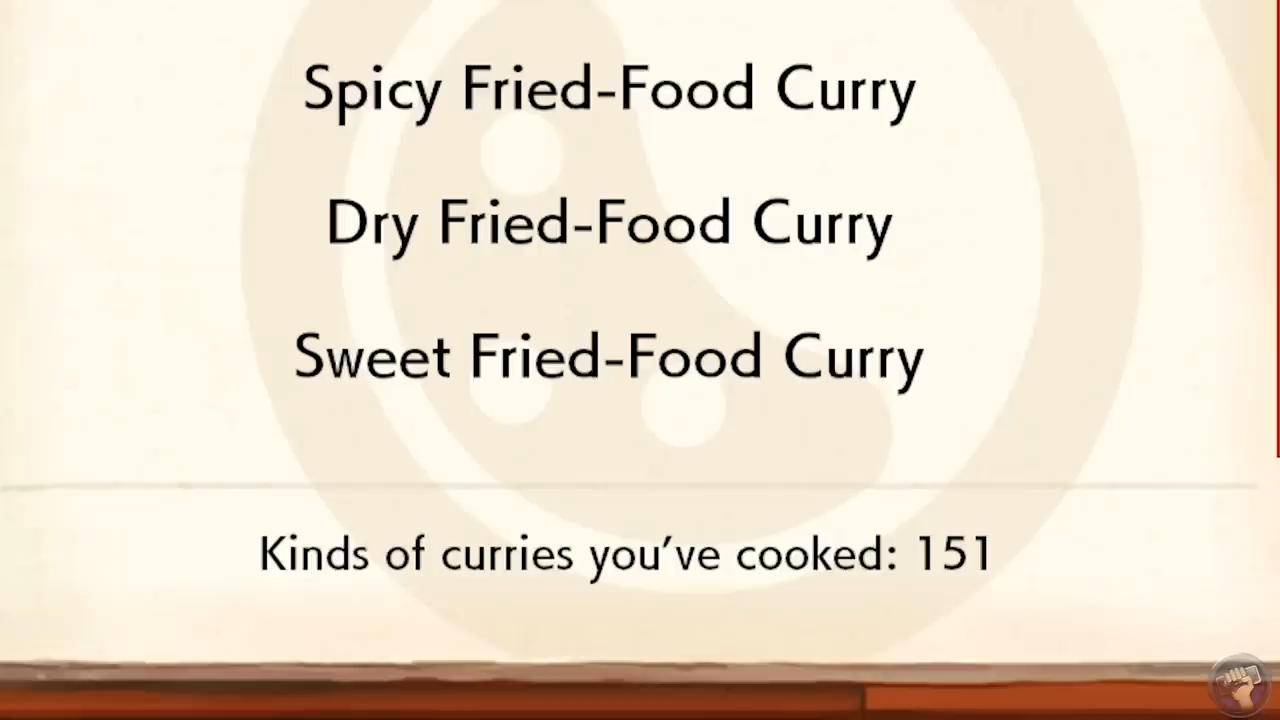 Spicy Fried-Food Curry
Dry Fried-Food Curry
Sweet Fried-Food Curry
Kinds of curries you’ve cooked: 151